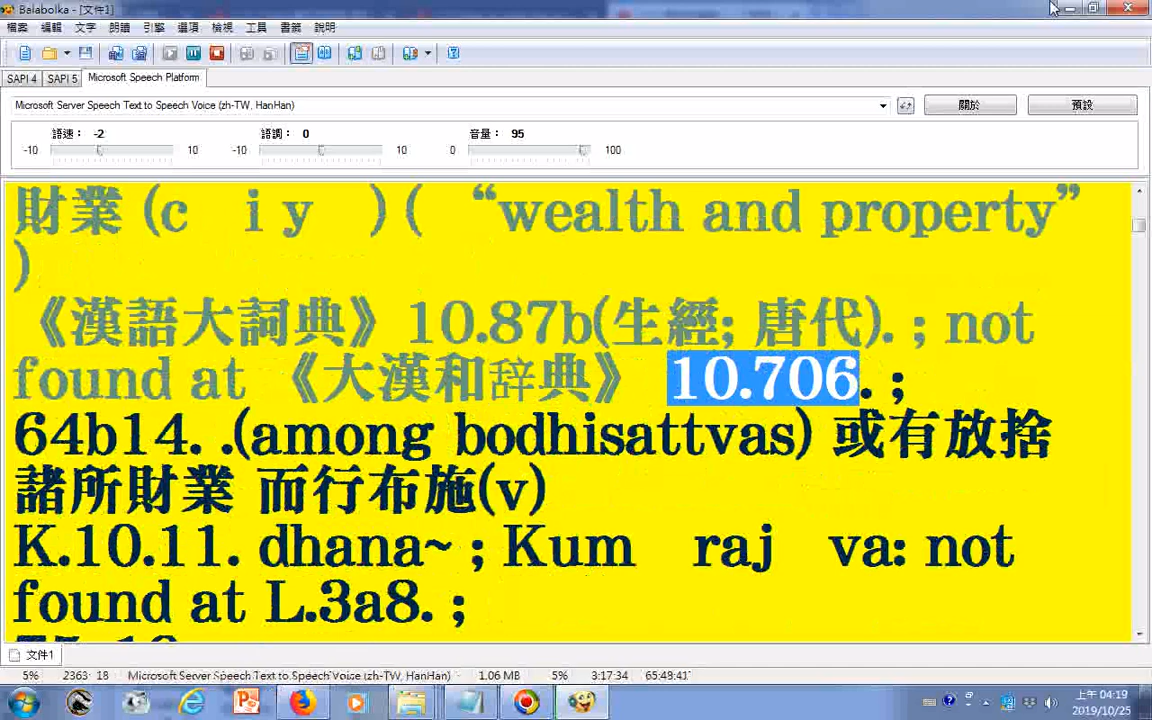 Balabolka - [文件1]
檔案 編輯 文字 朗讀 引擎 選項 檢視 工具 書籤 說明
SAPI 4 SAPI 5 Microsoft Speech Platform
Microsoft Server Speech Text to Speech Voice (zh-TW, HanHan) 關於 預設
語速： -2 語調： 0 音量： 95
-10 10 -10 10 0 100
財業 (c i y ) ( “wealth and property”
)
《漢語大詞典》 10.87b(生經; 唐代). ; not
found at 《大漢和辞典》 10.706. ;
64b14. .(among bodhisattvas) 或有放捨
諸所財業 而行布施(v)
K.10.11. dhana~ ; Kum raj va: not
found at L.3a8. ;
文件1
5% 2363: 18 Microsoft Server Speech Text to Speech Voice (zh-TW, HanHan) 1.06 MB 5% 3:17:34 65:49:41
上午 04:19
2019/10/25